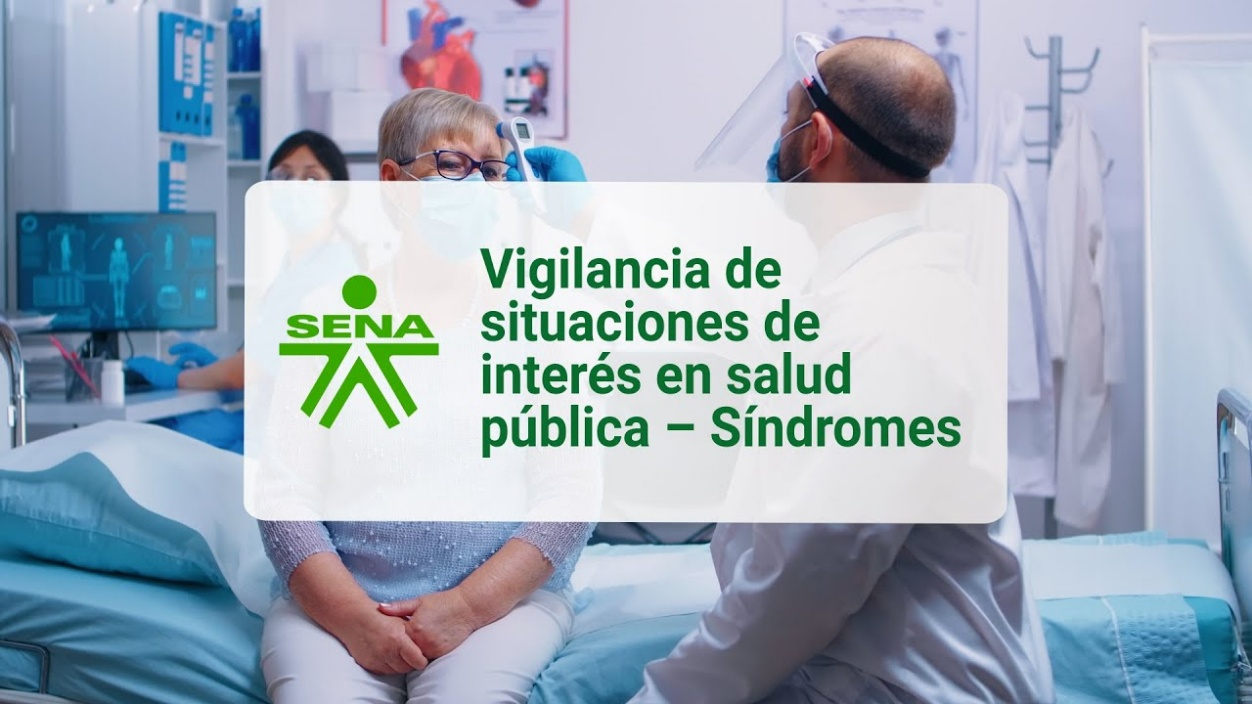 SENA
Vigilancia de
situaciones de
interés en salud
pública – Síndromes